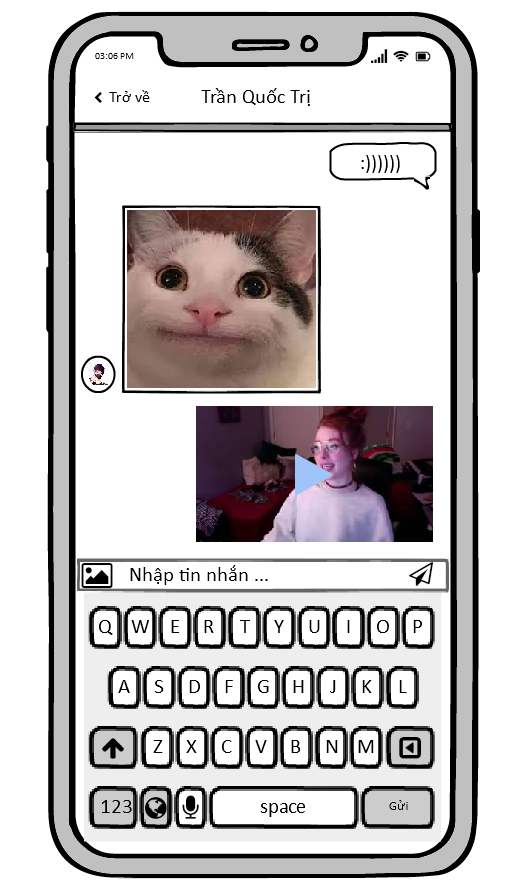 03:06 PM
Trở về
Trần Quốc Trị
:))))))
Nhập tin nhắn ...
Q W E R T Y U I O P
A S D F G H J K L
Z X C V B N M
123 space Gửi